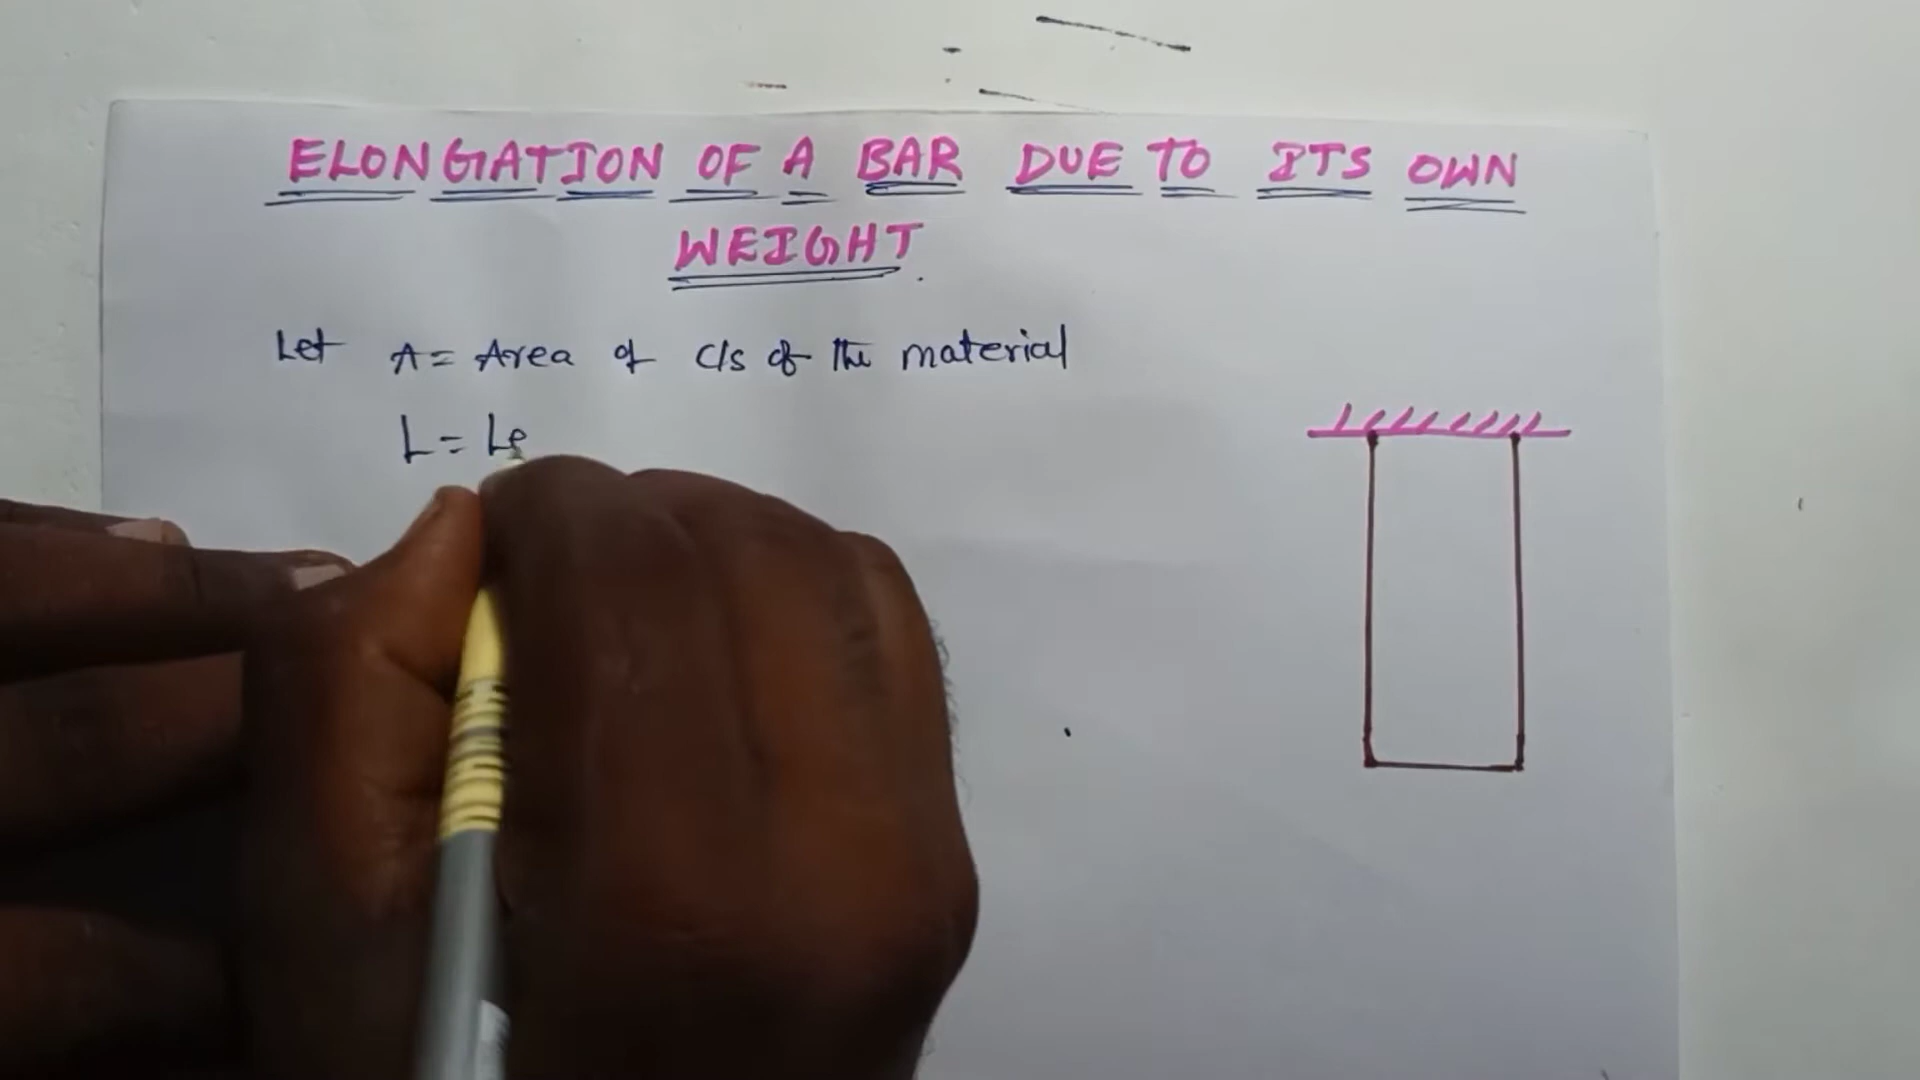 ELONGATION OF A BAR DUE TO ITS OWN
WEIGHT.
Let A = Area of c/s of the material
L = Le